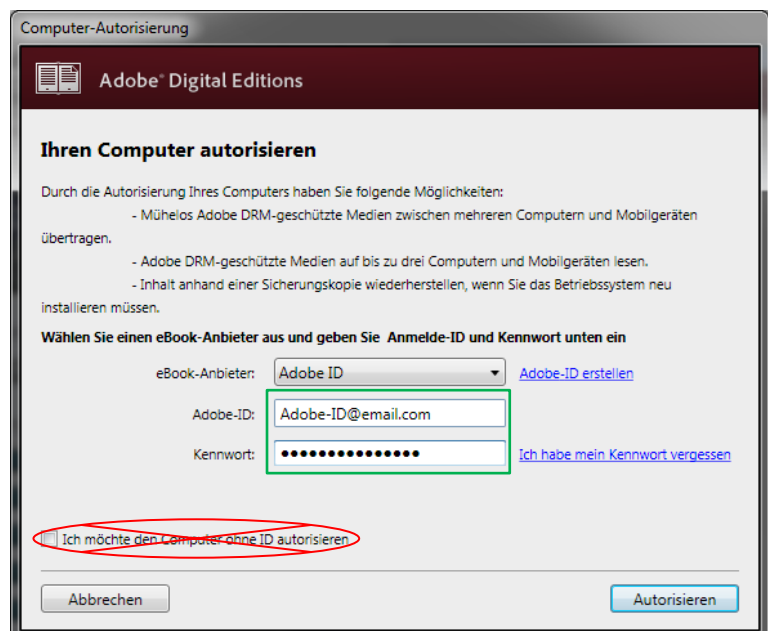 Computer-Autorisierung
Adobe® Digital Editions
Ihren Computer autorisieren
Durch die Autorisierung Ihres Computers haben Sie folgende Möglichkeiten:
- Mühelos Adobe DRM-geschützte Medien zwischen mehreren Computern und Mobilgeräten
übertragen.
- Adobe DRM-geschützte Medien auf bis zu drei Computern und Mobilgeräten lesen.
- Inhalt anhand einer Sicherungskopie wiederherstellen, wenn Sie das Betriebssystem neu
installieren müssen.
Wählen Sie einen eBook-Anbieter aus und geben Sie Anmelde-ID und Kennwort unten ein
eBook-Anbieter: Adobe ID Adobe-ID erstellen
Adobe-ID: Adobe-ID@email.com
Kennwort: ●●●●●●●●●●●●●●● Ich habe mein Kennwort vergessen
Ich möchte den Computer ohne ID autorisieren
Abbrechen Autorisieren